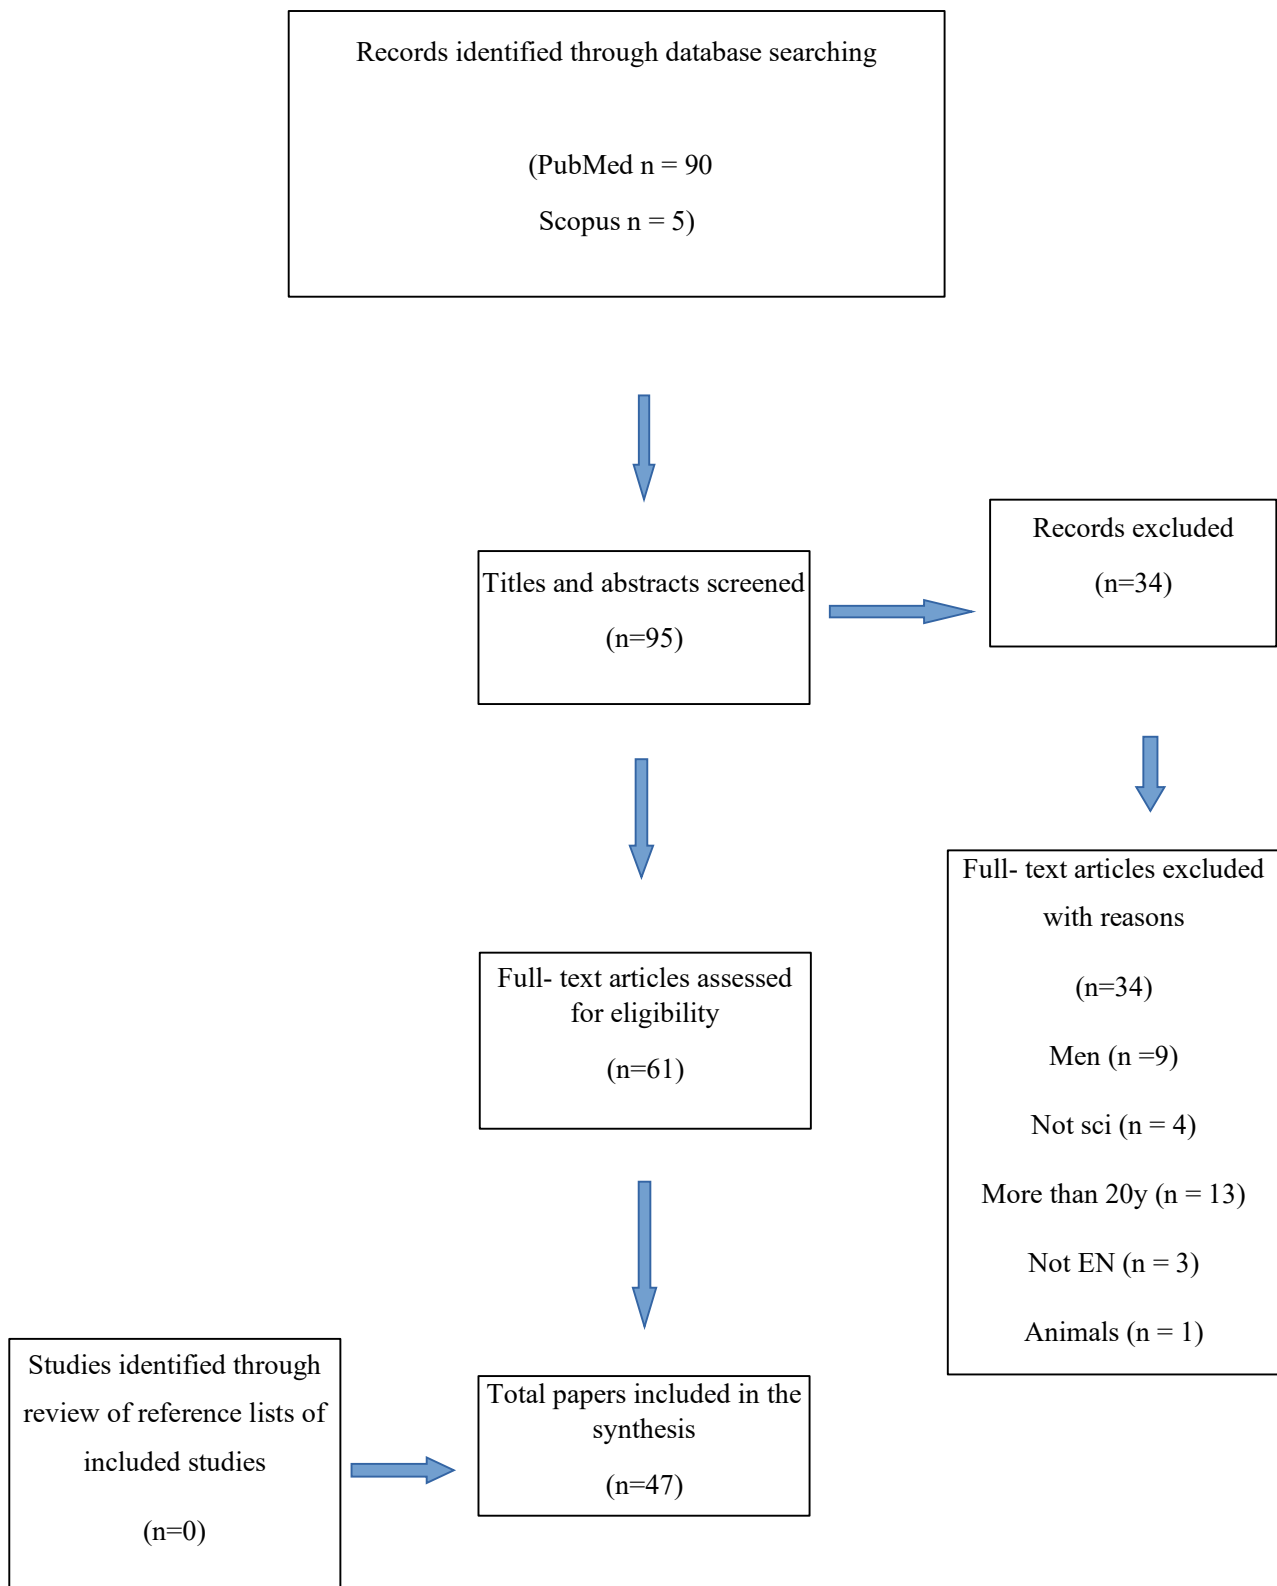 Records identified through database searching
(PubMed n = 90
Scopus n = 5)
Titles and abstracts screened
(n=95)
Records excluded
(n=34)
Full- text articles assessed
for eligibility
(n=61)
Full- text articles excluded
with reasons
(n=34)
Men (n =9)
Not sci (n = 4)
More than 20y (n = 13)
Not EN (n = 3)
Animals (n = 1)
Studies identified through
review of reference lists of
included studies
(n=0)
Total papers included in the
synthesis
(n=47)